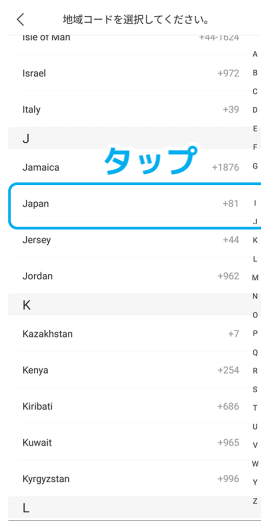 地域コードを選択してください。
Isle of Man +44-1624
A
Israel +972 B
C
Italy +39 D
E
J
F
タップ
Jamaica +1876 G
Japan +81 I
J
Jersey +44 K
L
Jordan +962 M
N
K
O
Kazakhstan +7 P
Q
Kenya +254 R
S
Kiribati +686 T
U
Kuwait +965 V
W
Kyrgyzstan +996 Y
Z
L